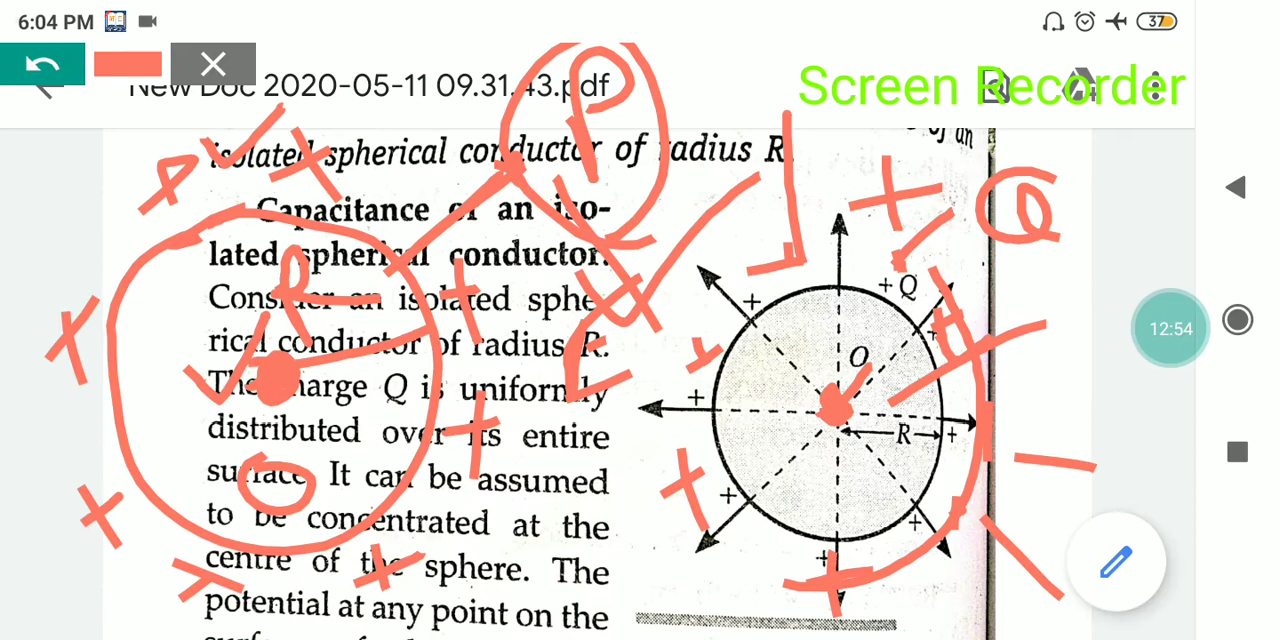 6:04 PM
37
New Doc 2020-05-11 09.31.43.pdf
Screen Recorder
of an
isolated spherical conductor of radius R.
P
+ Q
Capacitance of an iso-
lated spherical conductor.
Consider an isolated sphe
rical conductor of radius R.
The charge Q is uniformly
distributed over its entire
surface. It can be assumed
to be concentrated at the
centre of the sphere. The
potential at any point on the
R
O
+ Q
O
R
12:54